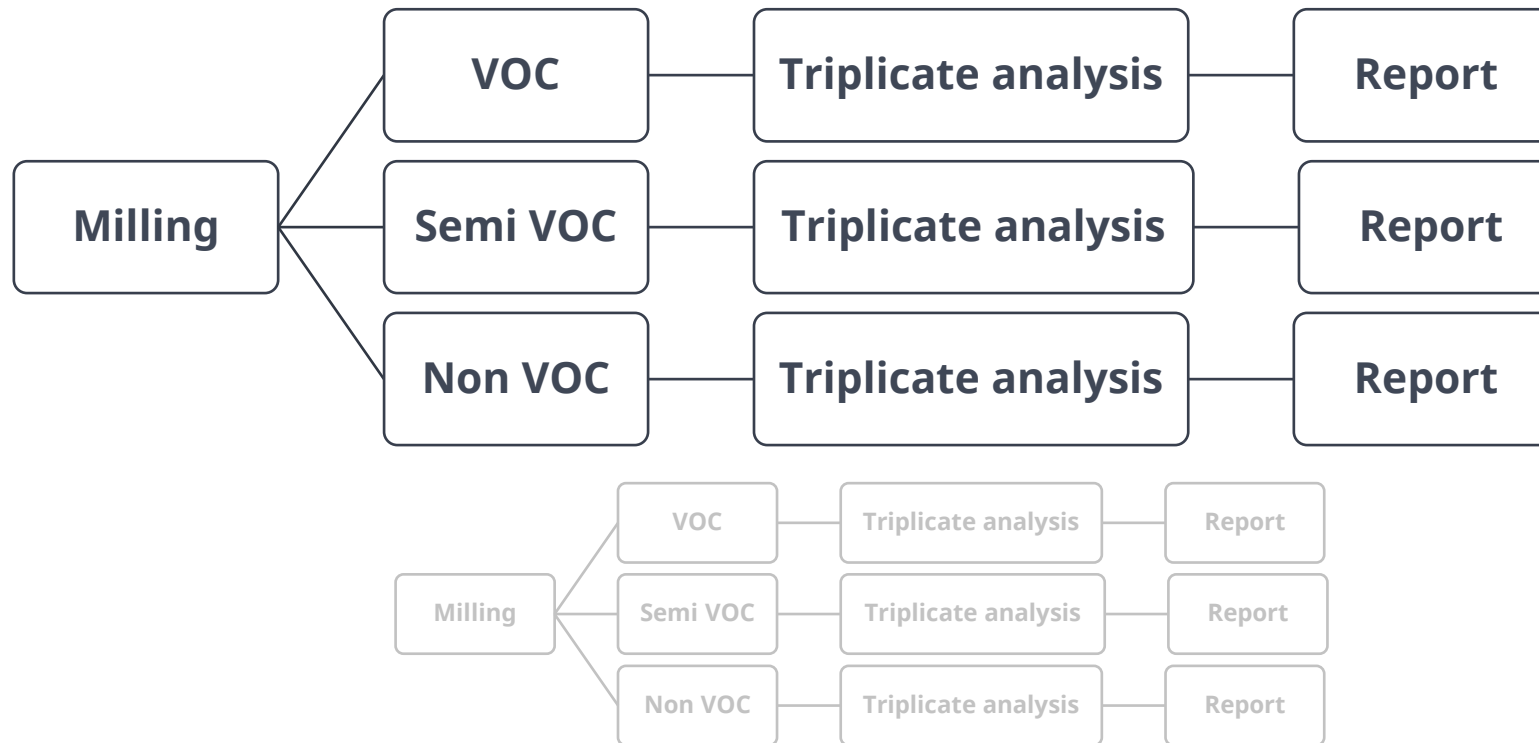 VOC Triplicate analysis Report
Milling Semi VOC Triplicate analysis Report
Non VOC Triplicate analysis Report
VOC Triplicate analysis Report
Milling Semi VOC Triplicate analysis Report
Non VOC Triplicate analysis Report